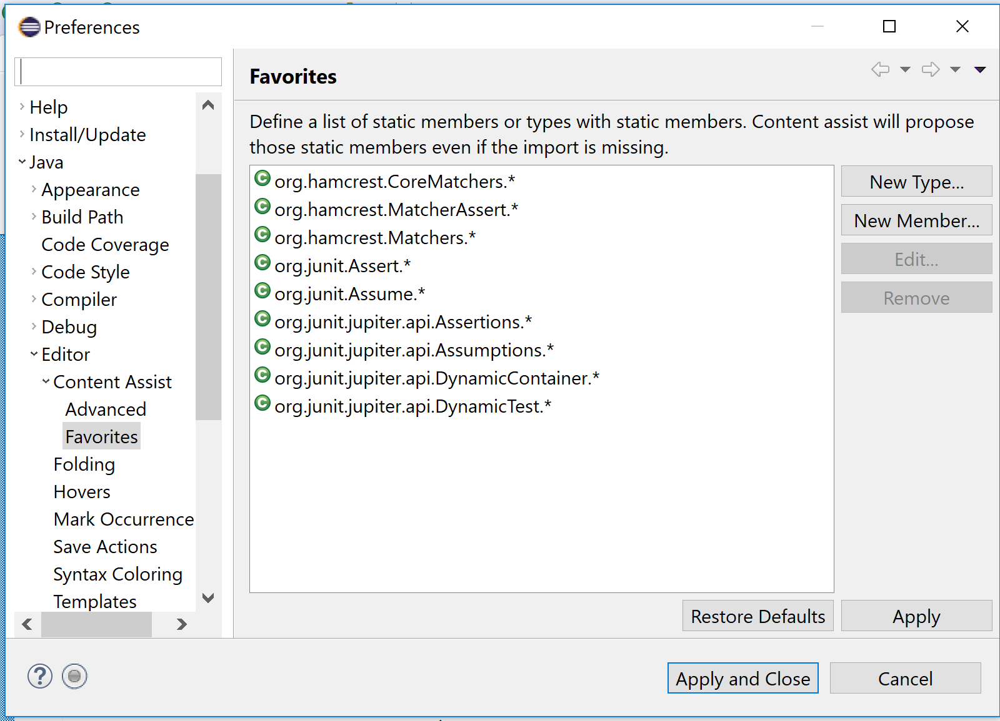 Preferences
Help
Install/Update
Java
Appearance
Build Path
Code Coverage
Code Style
Compiler
Debug
Editor
Content Assist
Advanced
Favorites
Folding
Hovers
Mark Occurrence
Save Actions
Syntax Coloring
Templates
Favorites
Define a list of static members or types with static members. Content assist will propose
those static members even if the import is missing.
org.hamcrest.CoreMatchers.*
org.hamcrest.MatcherAssert.*
org.hamcrest.Matchers.*
org.junit.Assert.*
org.junit.Assume.*
org.junit.jupiter.api.Assertions.*
org.junit.jupiter.api.Assumptions.*
org.junit.jupiter.api.DynamicContainer.*
org.junit.jupiter.api.DynamicTest.*
New Type...
New Member...
Edit...
Remove
Restore Defaults
Apply
Apply and Close
Cancel